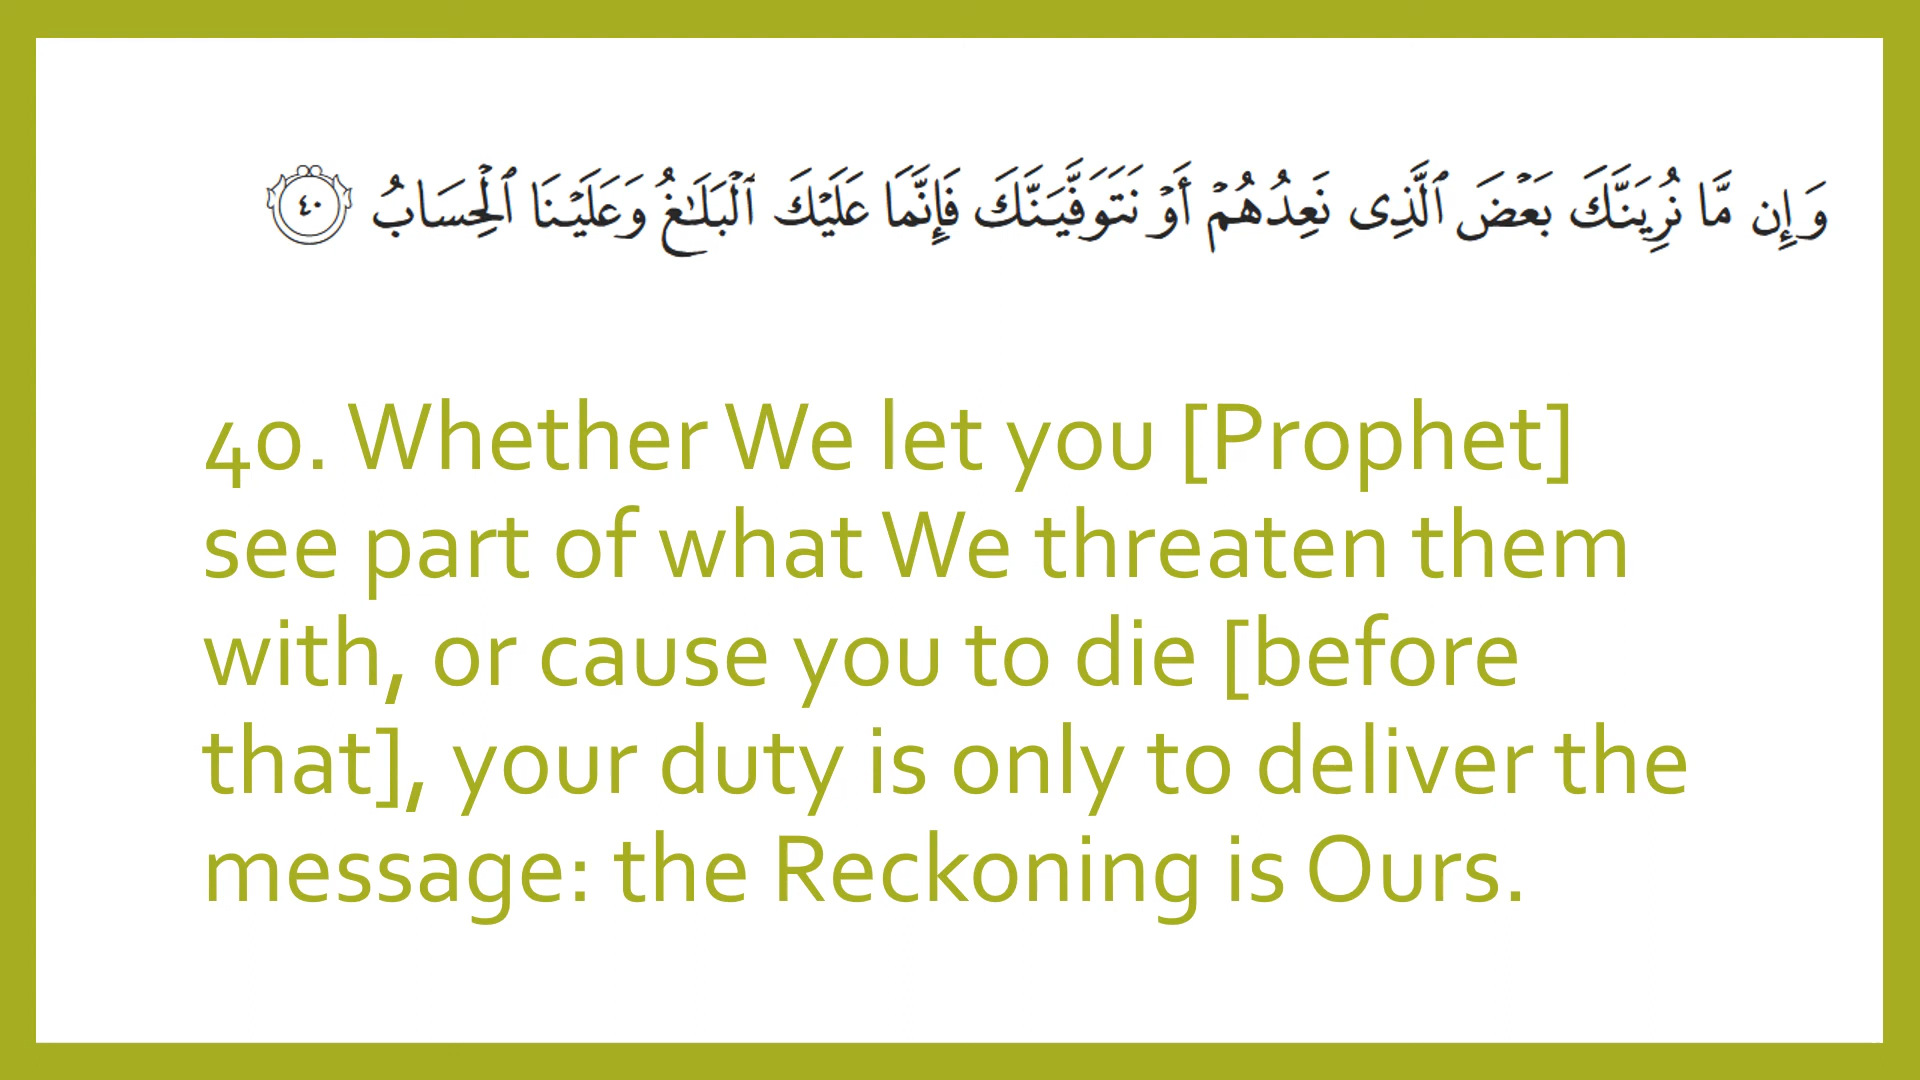 وَإِن مَّا نُرِيَنَّكَ بَعْضَ ٱلَّذِى نَعِدُهُمْ أَوْ نَتَوَفَّيَنَّكَ فَإِنَّمَا عَلَيْكَ ٱلْبَلَـٰغُ وَعَلَيْنَا ٱلْحِسَابُ ٤٠
40. Whether We let you [Prophet]
see part of what We threaten them
with, or cause you to die [before
that], your duty is only to deliver the
message: the Reckoning is Ours.